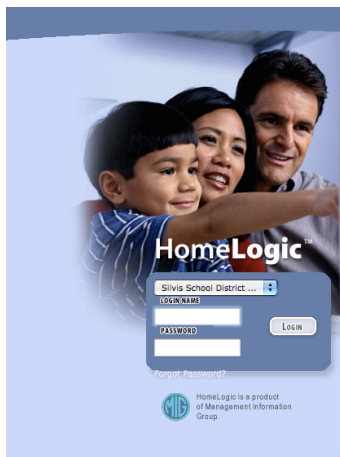 HomeLogic™
Silvis School District ...
LOGIN NAME
LOGIN
PASSWORD
Forgot Password?
MIG
HomeLogic is a product
of Management Information
Group.